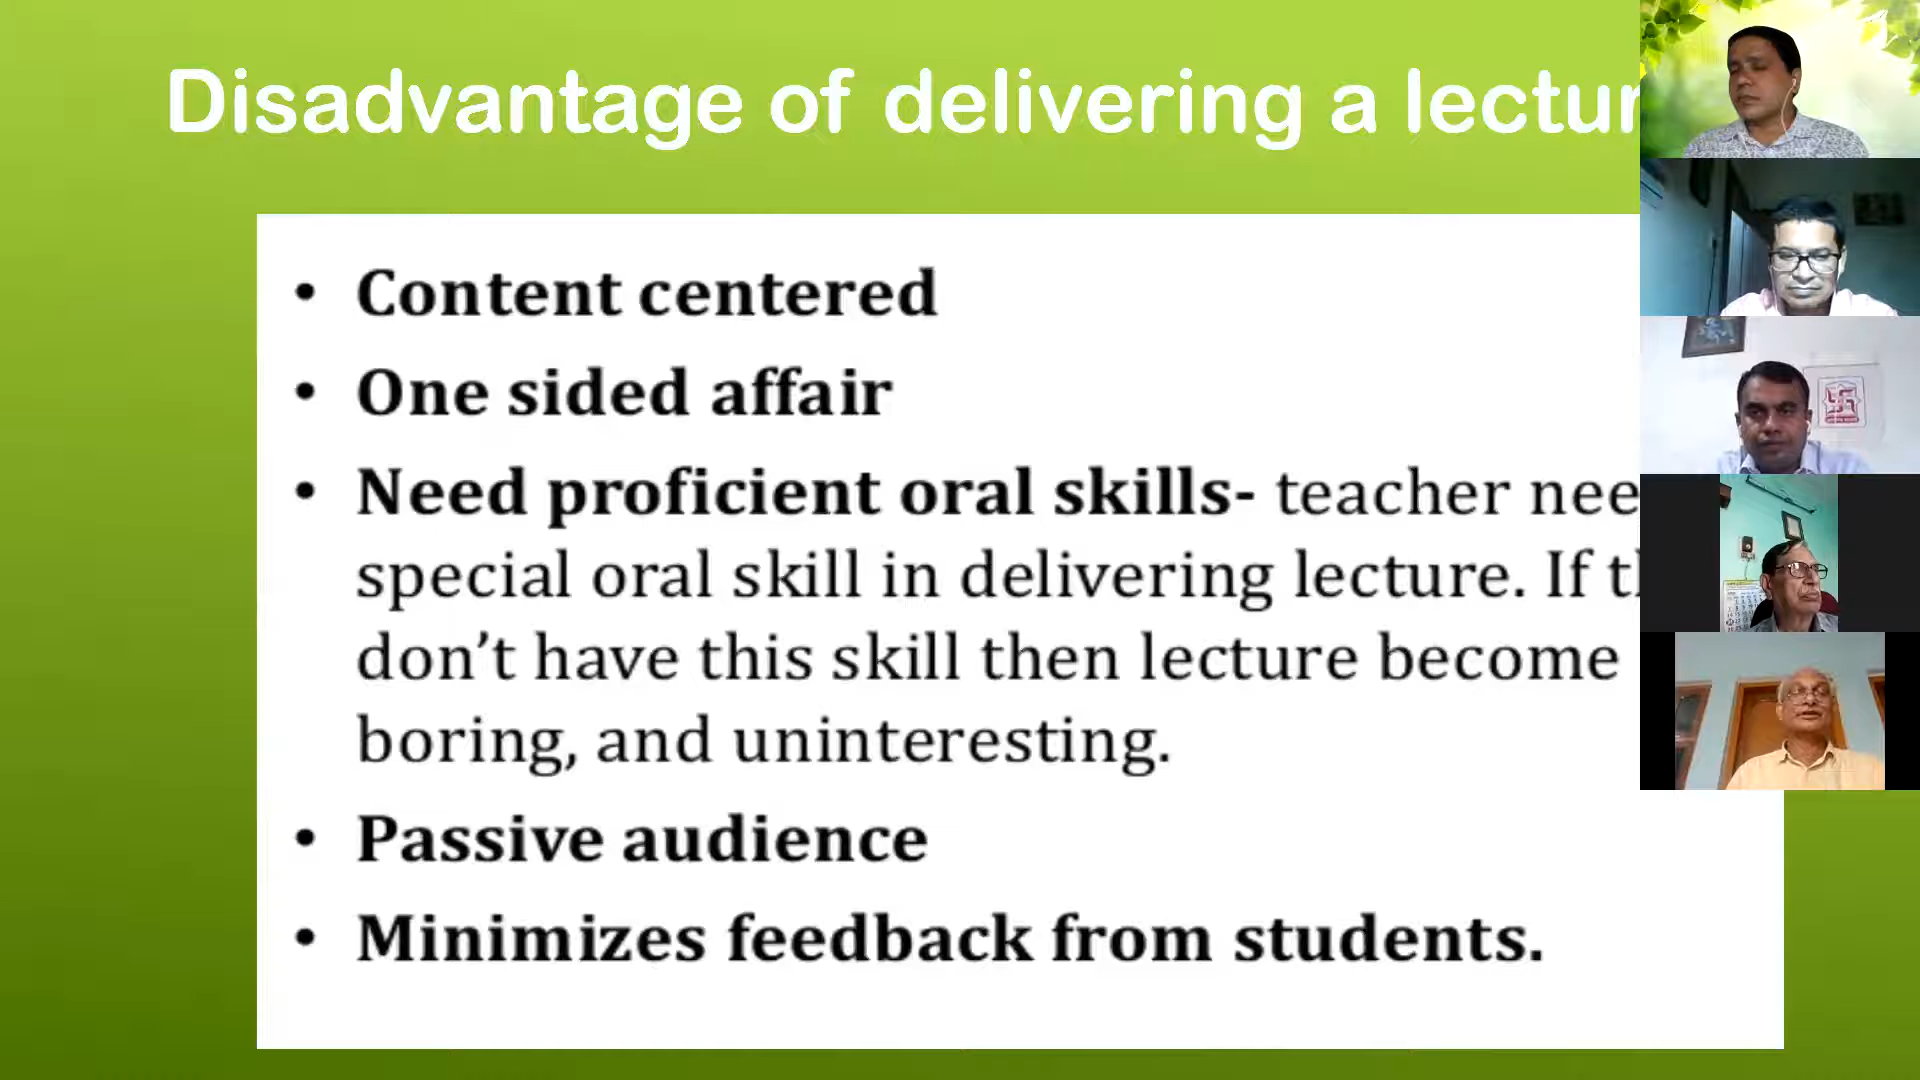 Disadvantage of delivering a lectur
• Content centered
• One sided affair
• Need proficient oral skills- teacher nee
special oral skill in delivering lecture. If t
don’t have this skill then lecture become
boring, and uninteresting.
• Passive audience
• Minimizes feedback from students.